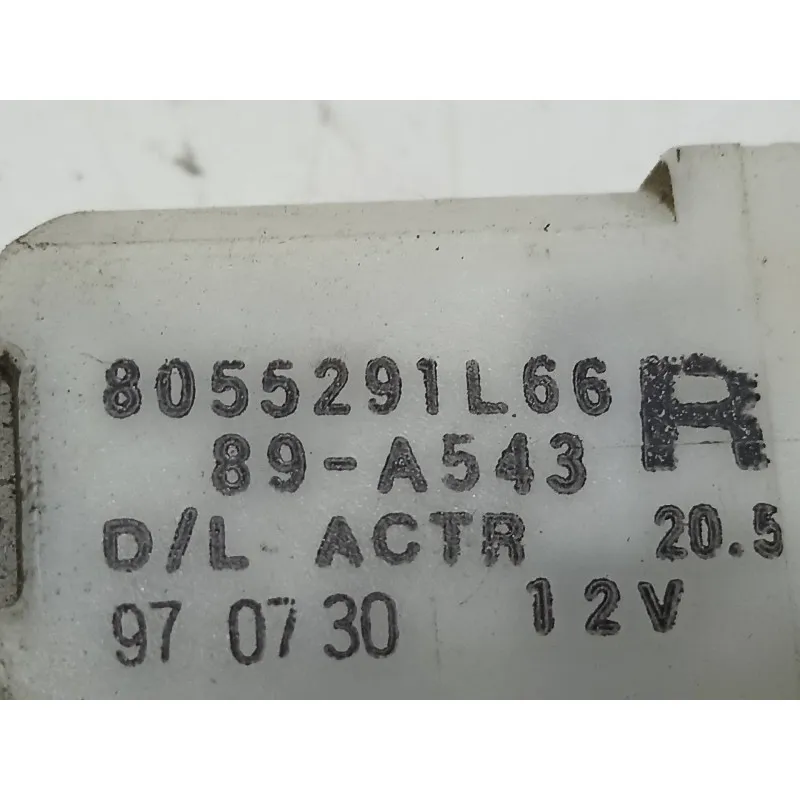 8055291L66 R
89-A543
D/L ACTR 20.5
97 07 30 12V